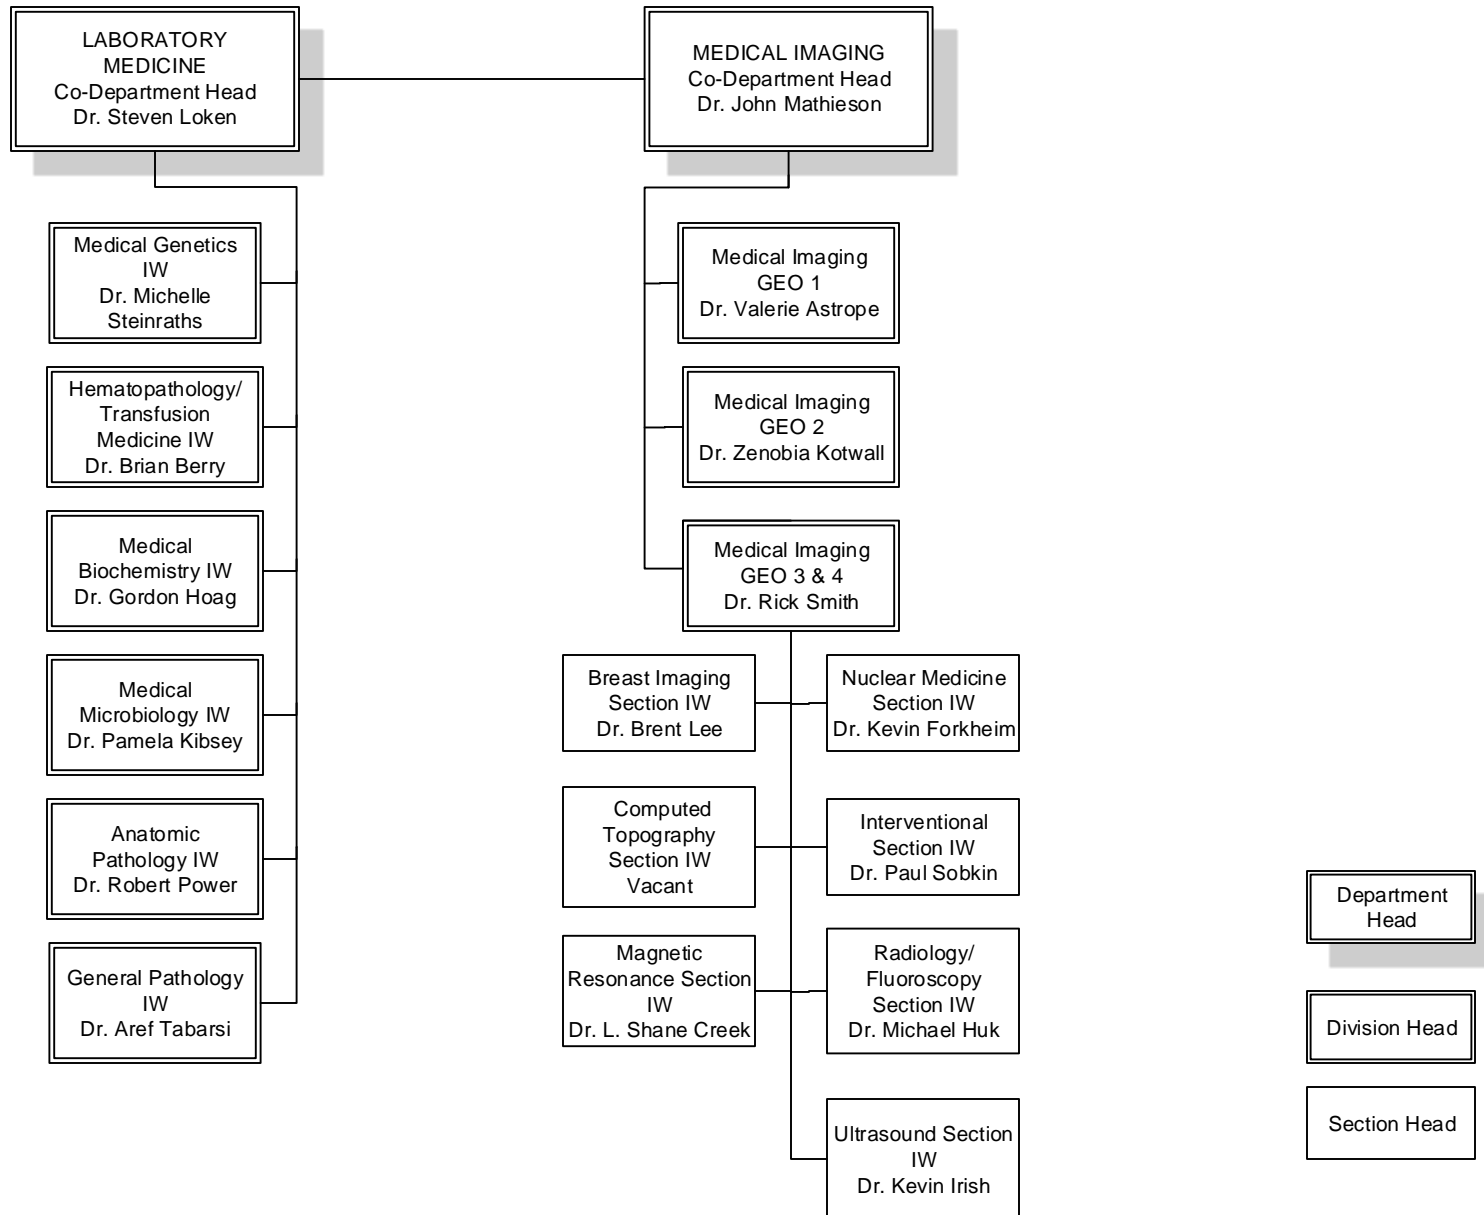 LABORATORY
MEDICINE
Co-Department Head
Dr. Steven Loken
MEDICAL IMAGING
Co-Department Head
Dr. John Mathieson
Medical Genetics
IW
Dr. Michelle
Steinraths
Hematopathology/
Transfusion
Medicine IW
Dr. Brian Berry
Medical
Biochemistry IW
Dr. Gordon Hoag
Medical
Microbiology IW
Dr. Pamela Kibsey
Anatomic
Pathology IW
Dr. Robert Power
General Pathology
IW
Dr. Aref Tabarsi
Medical Imaging
GEO 1
Dr. Valerie Astrope
Medical Imaging
GEO 2
Dr. Zenobia Kotwall
Medical Imaging
GEO 3 & 4
Dr. Rick Smith
Breast Imaging
Section IW
Dr. Brent Lee
Nuclear Medicine
Section IW
Dr. Kevin Forkheim
Computed
Topography
Section IW
Vacant
Interventional
Section IW
Dr. Paul Sobkin
Magnetic
Resonance Section
IW
Dr. L. Shane Creek
Radiology/
Fluoroscopy
Section IW
Dr. Michael Huk
Ultrasound Section
IW
Dr. Kevin Irish
Department
Head
Division Head
Section Head